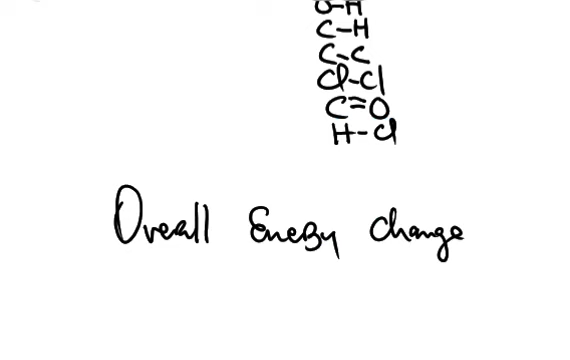 O-H
C-H
C-C
Cl-Cl
C=O
H-Cl
Overall Energy change